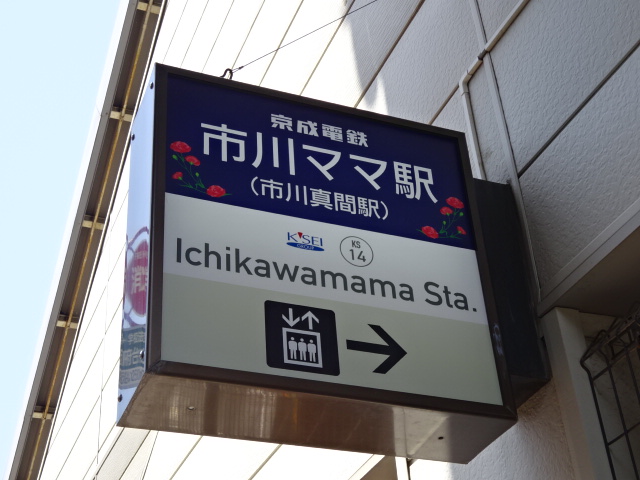 京成電鉄
市川ママ駅
(市川真間駅)
KEISEI
GROUP
KS
14
Ichikawamama Sta.